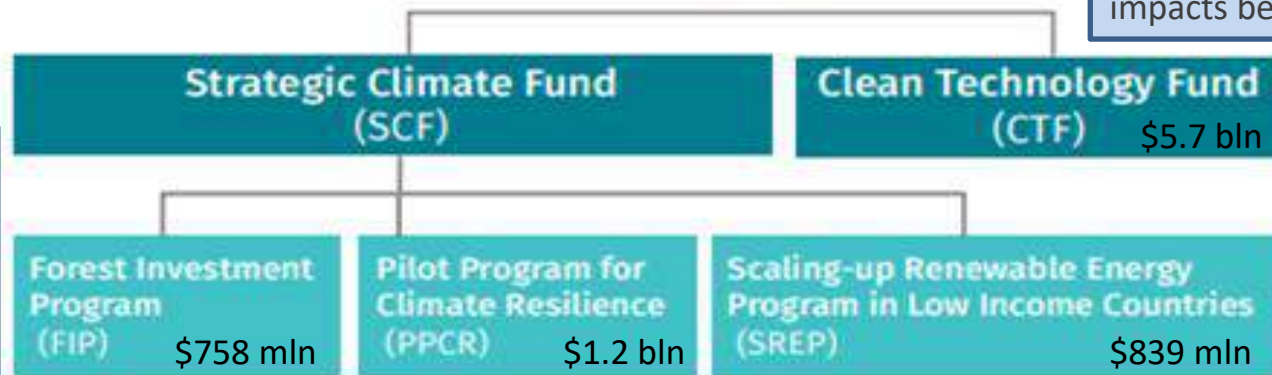 impacts be
Strategic Climate Fund
(SCF)
Clean Technology Fund
(CTF) $5.7 bln
Forest Investment
Program
(FIP) $758 mln
Pilot Program for
Climate Resilience
(PPCR) $1.2 bln
Scaling-up Renewable Energy
Program in Low Income Countries
(SREP) $839 mln